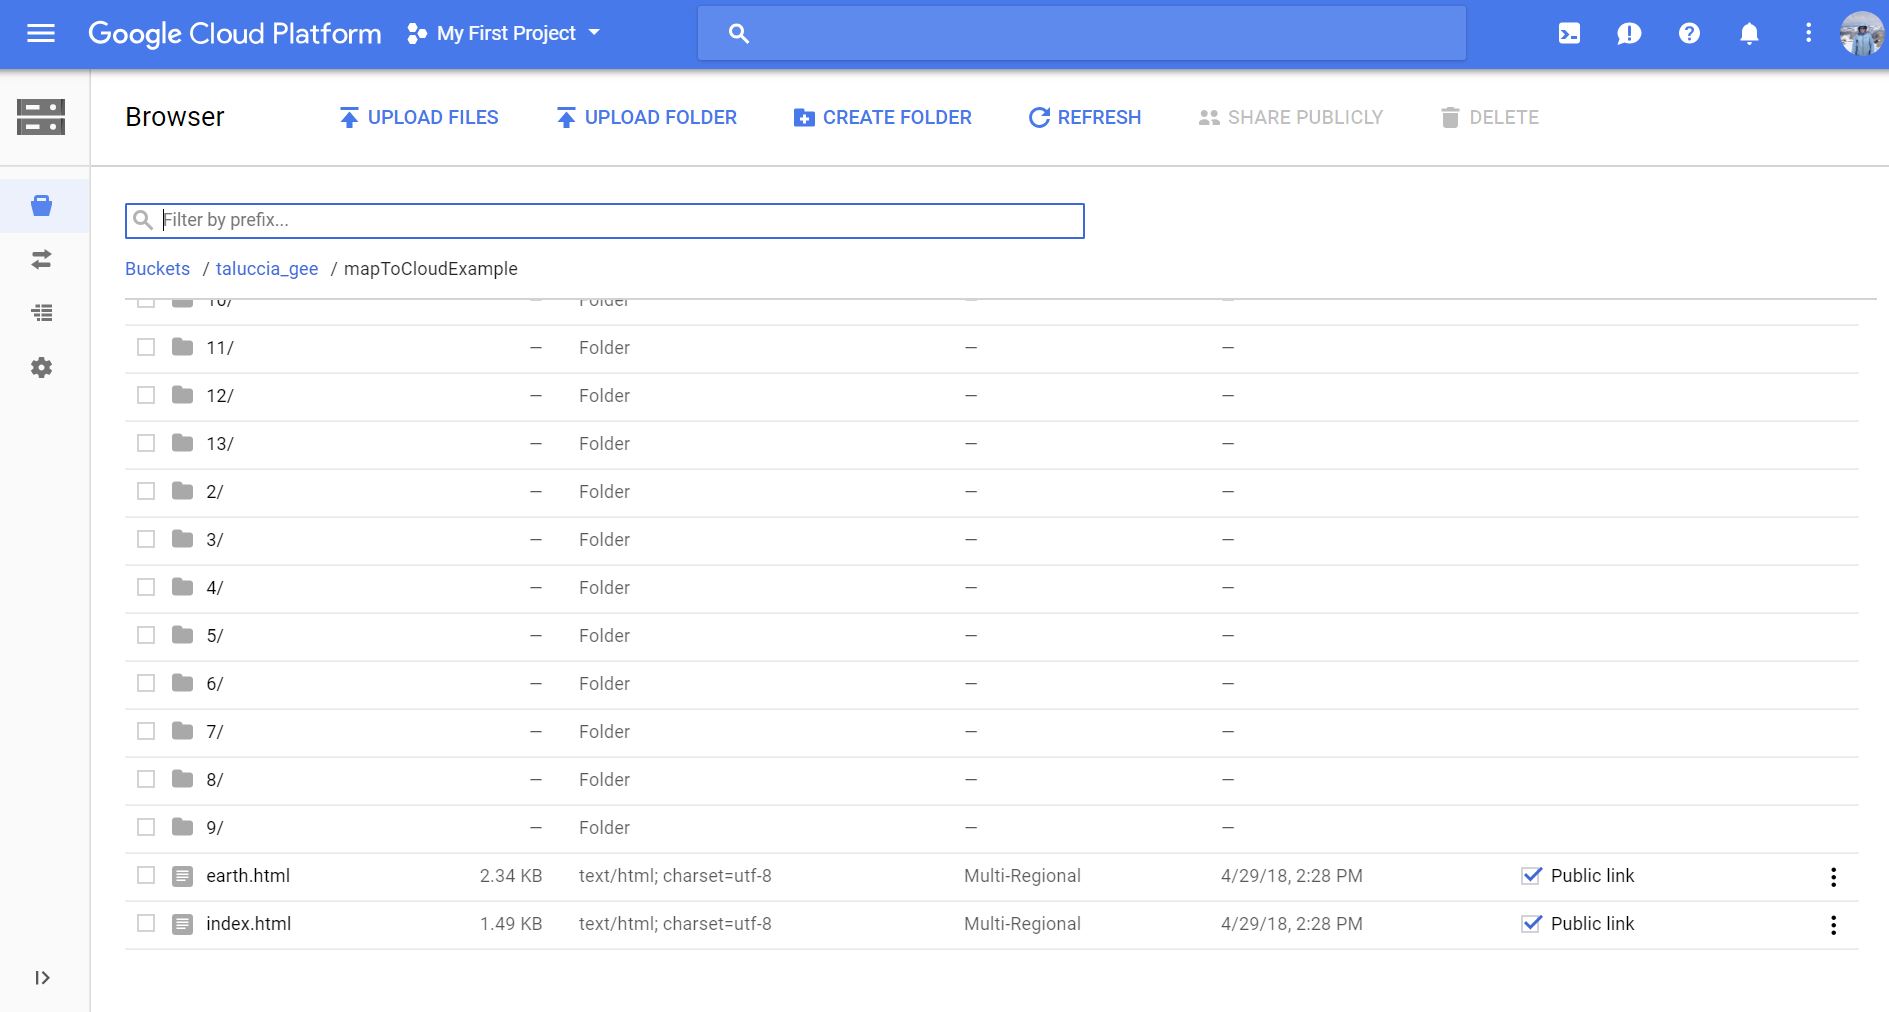 Google Cloud Platform My First Project
Browser UPLOAD FILES UPLOAD FOLDER CREATE FOLDER REFRESH SHARE PUBLICLY DELETE
Filter by prefix...
Buckets / taluccia_gee / mapToCloudExample
10/ — Folder — —
11/ — Folder — —
12/ — Folder — —
13/ — Folder — —
2/ — Folder — —
3/ — Folder — —
4/ — Folder — —
5/ — Folder — —
6/ — Folder — —
7/ — Folder — —
8/ — Folder — —
9/ — Folder — —
earth.html 2.34 KB text/html; charset=utf-8 Multi-Regional 4/29/18, 2:28 PM Public link
index.html 1.49 KB text/html; charset=utf-8 Multi-Regional 4/29/18, 2:28 PM Public link